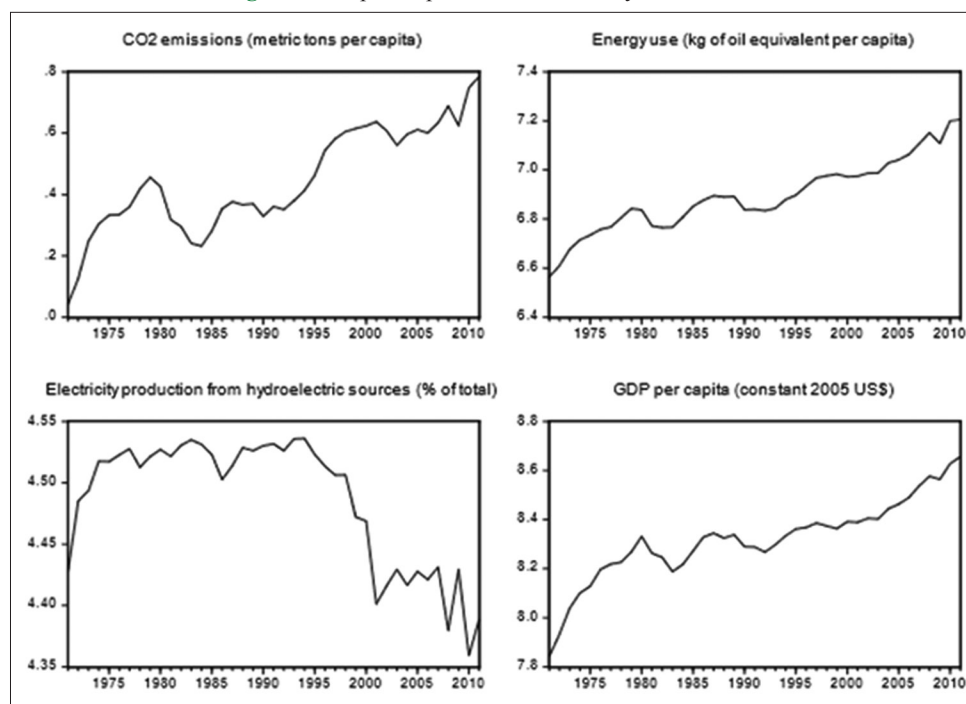 CO2 emissions (metric tons per capita)
.8
.6
.4
.2
.0
1975 1980 1985 1990 1995 2000 2005 2010
Energy use (kg of oil equivalent per capita)
7.4
7.2
7.0
6.8
6.6
6.4
1975 1980 1985 1990 1995 2000 2005 2010
Electricity production from hydroelectric sources (% of total)
4.55
4.50
4.45
4.40
4.35
1975 1980 1985 1990 1995 2000 2005 2010
GDP per capita (constant 2005 US$)
8.8
8.6
8.4
8.2
8.0
7.8
1975 1980 1985 1990 1995 2000 2005 2010